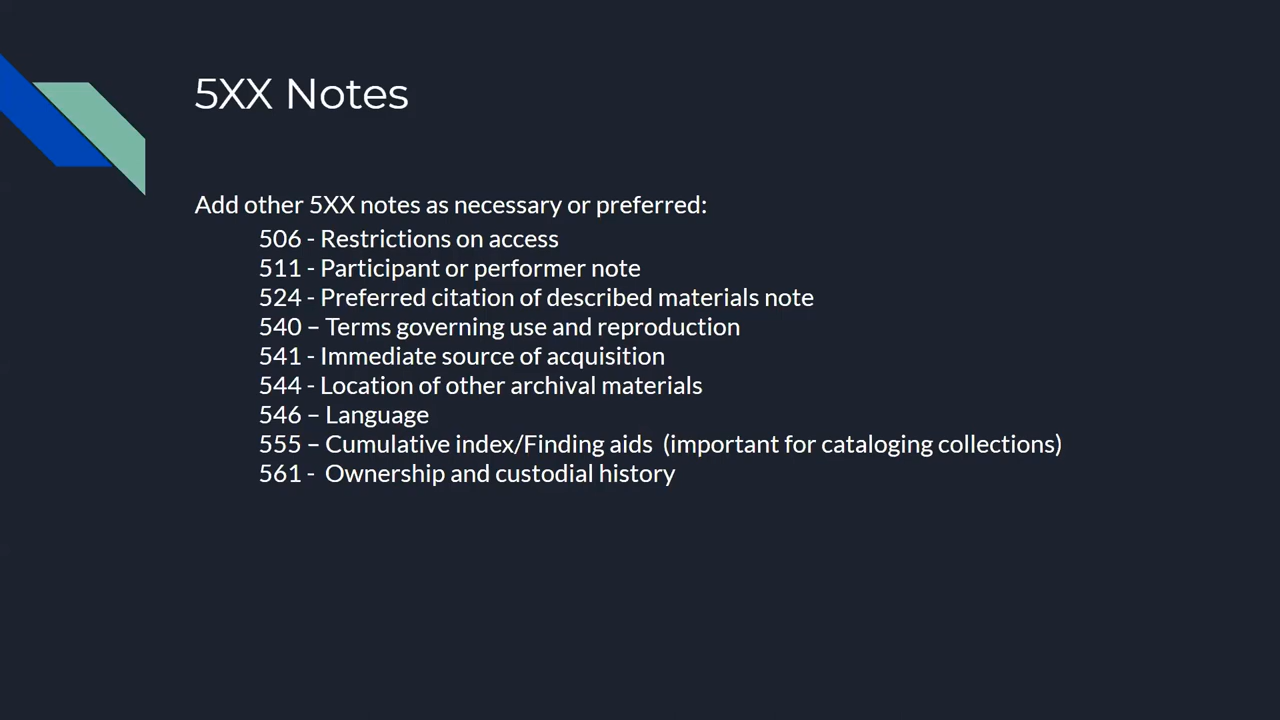 5XX Notes
Add other 5XX notes as necessary or preferred:
506 - Restrictions on access
511 - Participant or performer note
524 - Preferred citation of described materials note
540 – Terms governing use and reproduction
541 - Immediate source of acquisition
544 - Location of other archival materials
546 – Language
555 – Cumulative index/Finding aids  (important for cataloging collections)
561 -  Ownership and custodial history